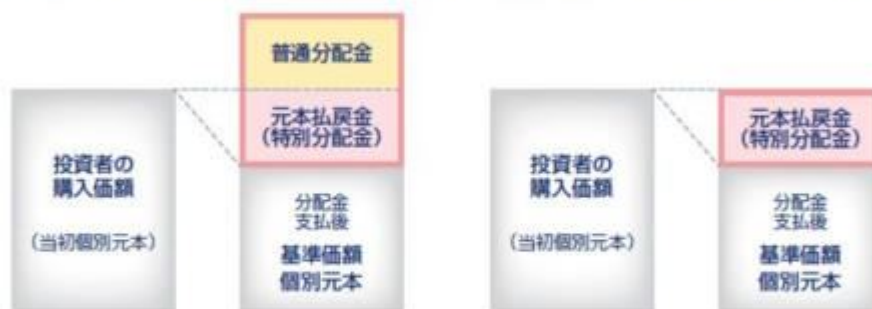 普通分配金
元本払戻金
(特別分配金)
投資者の
購入価額
(当初個別元本)
分配金
支払後
基準価額
個別元本
元本払戻金
(特別分配金)
投資者の
購入価額
(当初個別元本)
分配金
支払後
基準価額
個別元本